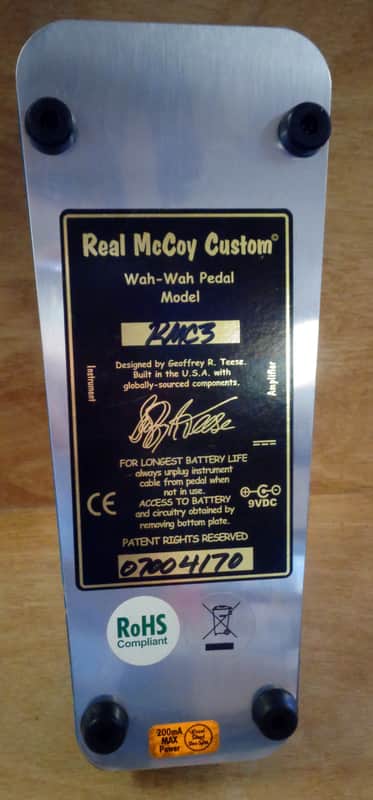 Real McCoy Custom©
Wah-Wah Pedal
Model
RMC3
Designed by Geoffrey R. Teese.
Built in the U.S.A. with
globally-sourced components.
Instrument
Amplifier
FOR LONGEST BATTERY LIFE
always unplug instrument
cable from pedal when
not in use.
ACCESS TO BATTERY
and circuitry obtained by
removing bottom plate.
CE
9VDC
PATENT RIGHTS RESERVED
07004170
RoHS
Compliant
200mA
MAX
Power